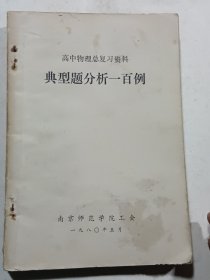 高中物理总复习资料
典型题分析一百例
南京师范学院工会
一九八〇年五月